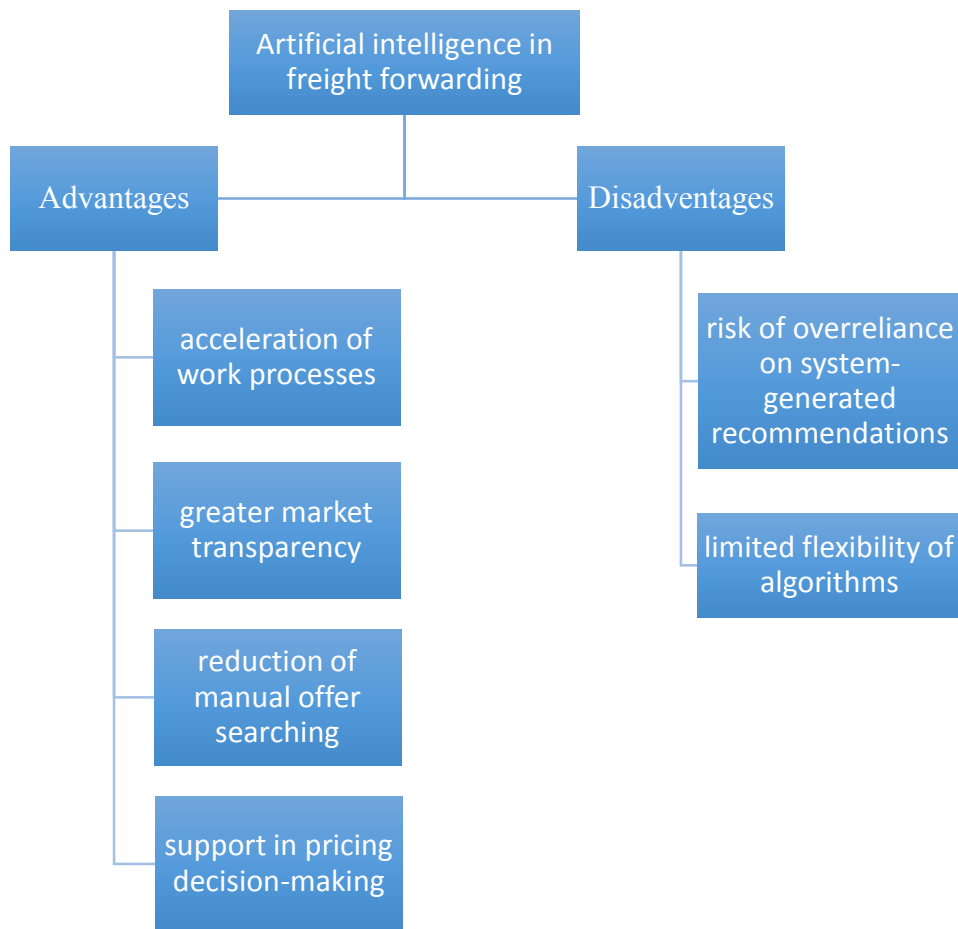 Artificial intelligence in
freight forwarding
Advantages
acceleration of
work processes
greater market
transparency
reduction of
manual offer
searching
support in pricing
decision-making
Disadventages
risk of overreliance
on system-
generated
recommendations
limited flexibility of
algorithms